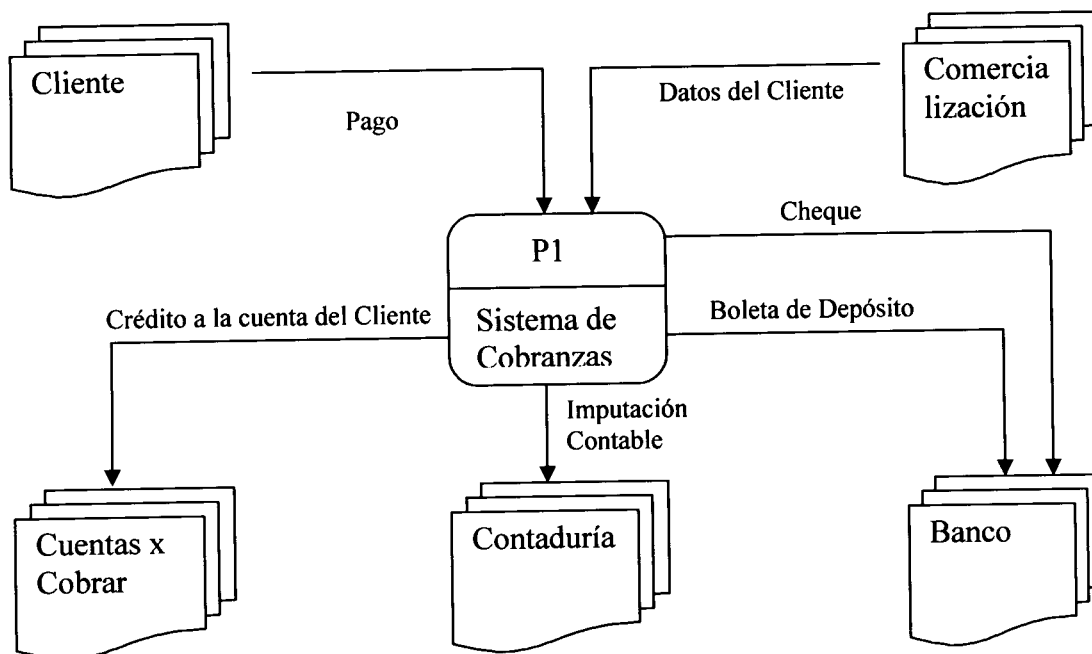 Cliente
Comercia
lización
Datos del Cliente
Pago
Cheque
P1
Crédito a la cuenta del Cliente
Boleta de Depósito
Sistema de
Cobranzas
Imputación
Contable
Cuentas x
Cobrar
Contaduría
Banco